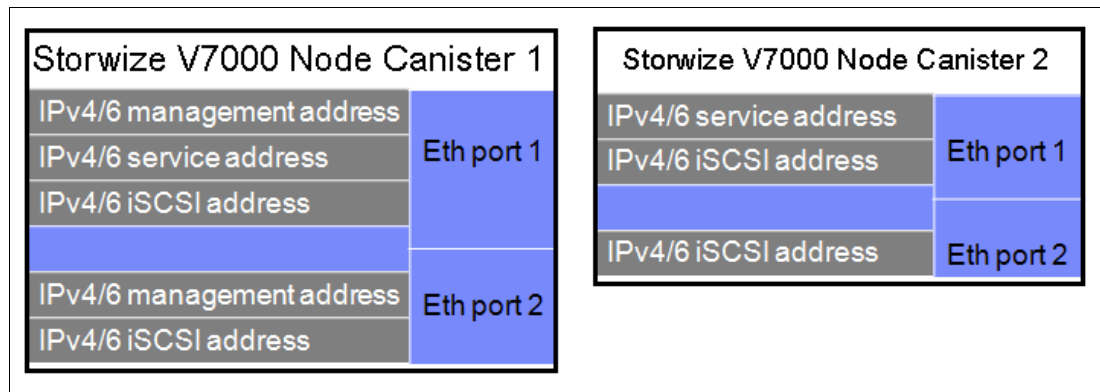 Storwize V7000 Node Canister 1
IPv4/6 management address
IPv4/6 service address
Eth port 1
IPv4/6 iSCSI address
IPv4/6 management address
Eth port 2
IPv4/6 iSCSI address
Storwize V7000 Node Canister 2
IPv4/6 service address
Eth port 1
IPv4/6 iSCSI address
IPv4/6 iSCSI address
Eth port 2